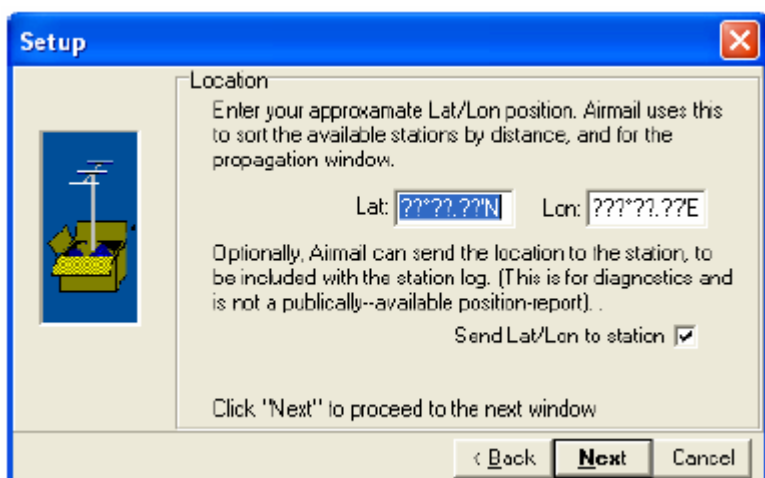 Setup
Location
Enter your approxamate Lat/Lon position. Airmail uses this
to sort the available stations by distance, and for the
propagation window.
Lat: ??°??.??'N Lon: ???°??.??'E
Optionally, Airmail can send the location to the station, to
be included with the station log. (This is for diagnostics and
is not a publically--available position-report). .
Send Lat/Lon to station
Click "Next" to proceed to the next window
< Back Next Cancel